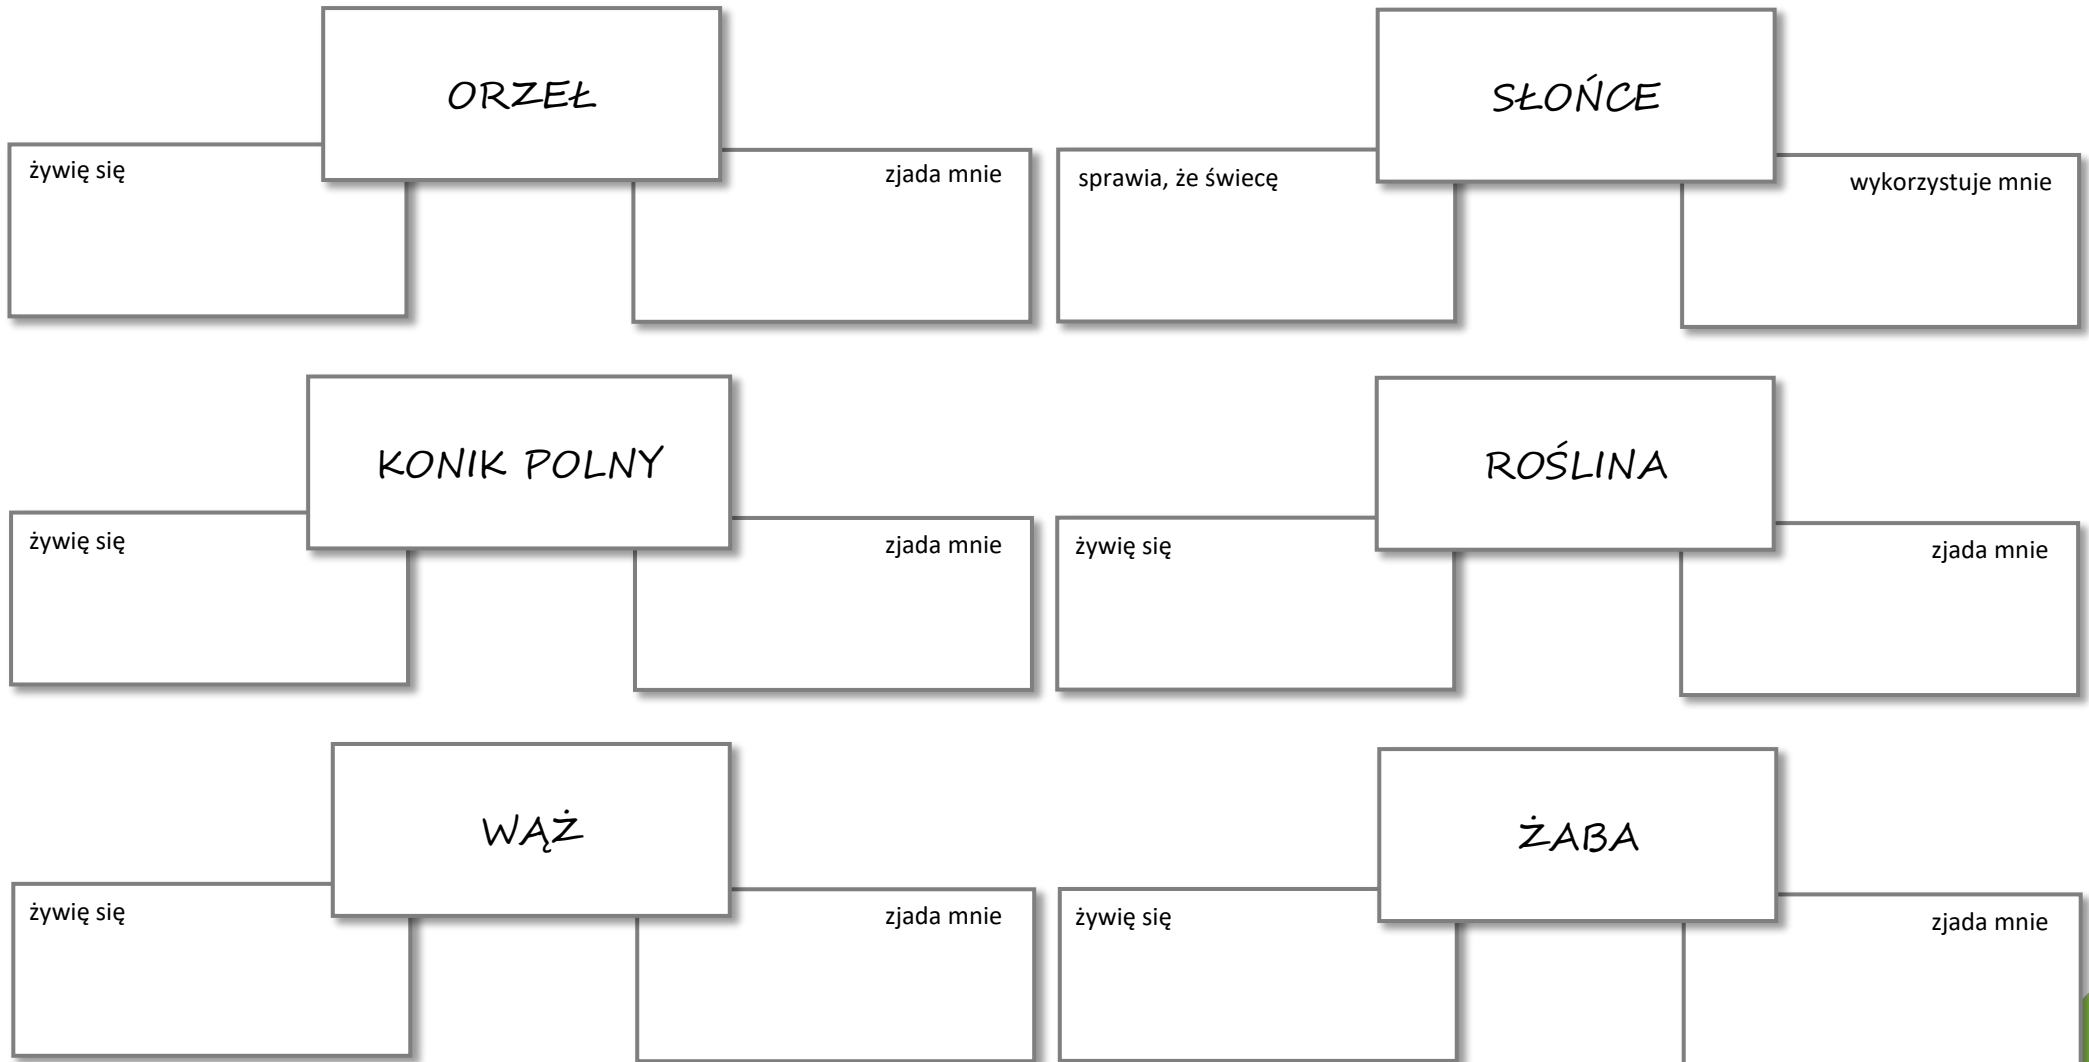 ORZEŁ
żywię się
zjada mnie
SŁOŃCE
sprawia, że świecę
wykorzystuje mnie
KONIK POLNY
żywię się
zjada mnie
ROŚLINA
żywię się
zjada mnie
WĄŻ
żywię się
zjada mnie
ŻABA
żywię się
zjada mnie